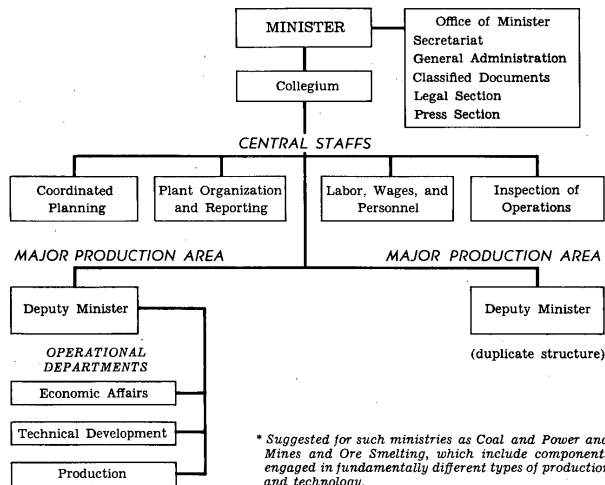 MINISTER
Office of Minister
Secretariat
General Administration
Classified Documents
Legal Section
Press Section
Collegium
CENTRAL STAFFS
Coordinated
Planning
Plant Organization
and Reporting
Labor, Wages, and
Personnel
Inspection of
Operations
MAJOR PRODUCTION AREA
MAJOR PRODUCTION AREA
Deputy Minister
Deputy Minister
(duplicate structure)
OPERATIONAL
DEPARTMENTS
Economic Affairs
Technical Development
Production
* Suggested for such ministries as Coal and Power and
Mines and Ore Smelting, which include components
engaged in fundamentally different types of production
and technology.